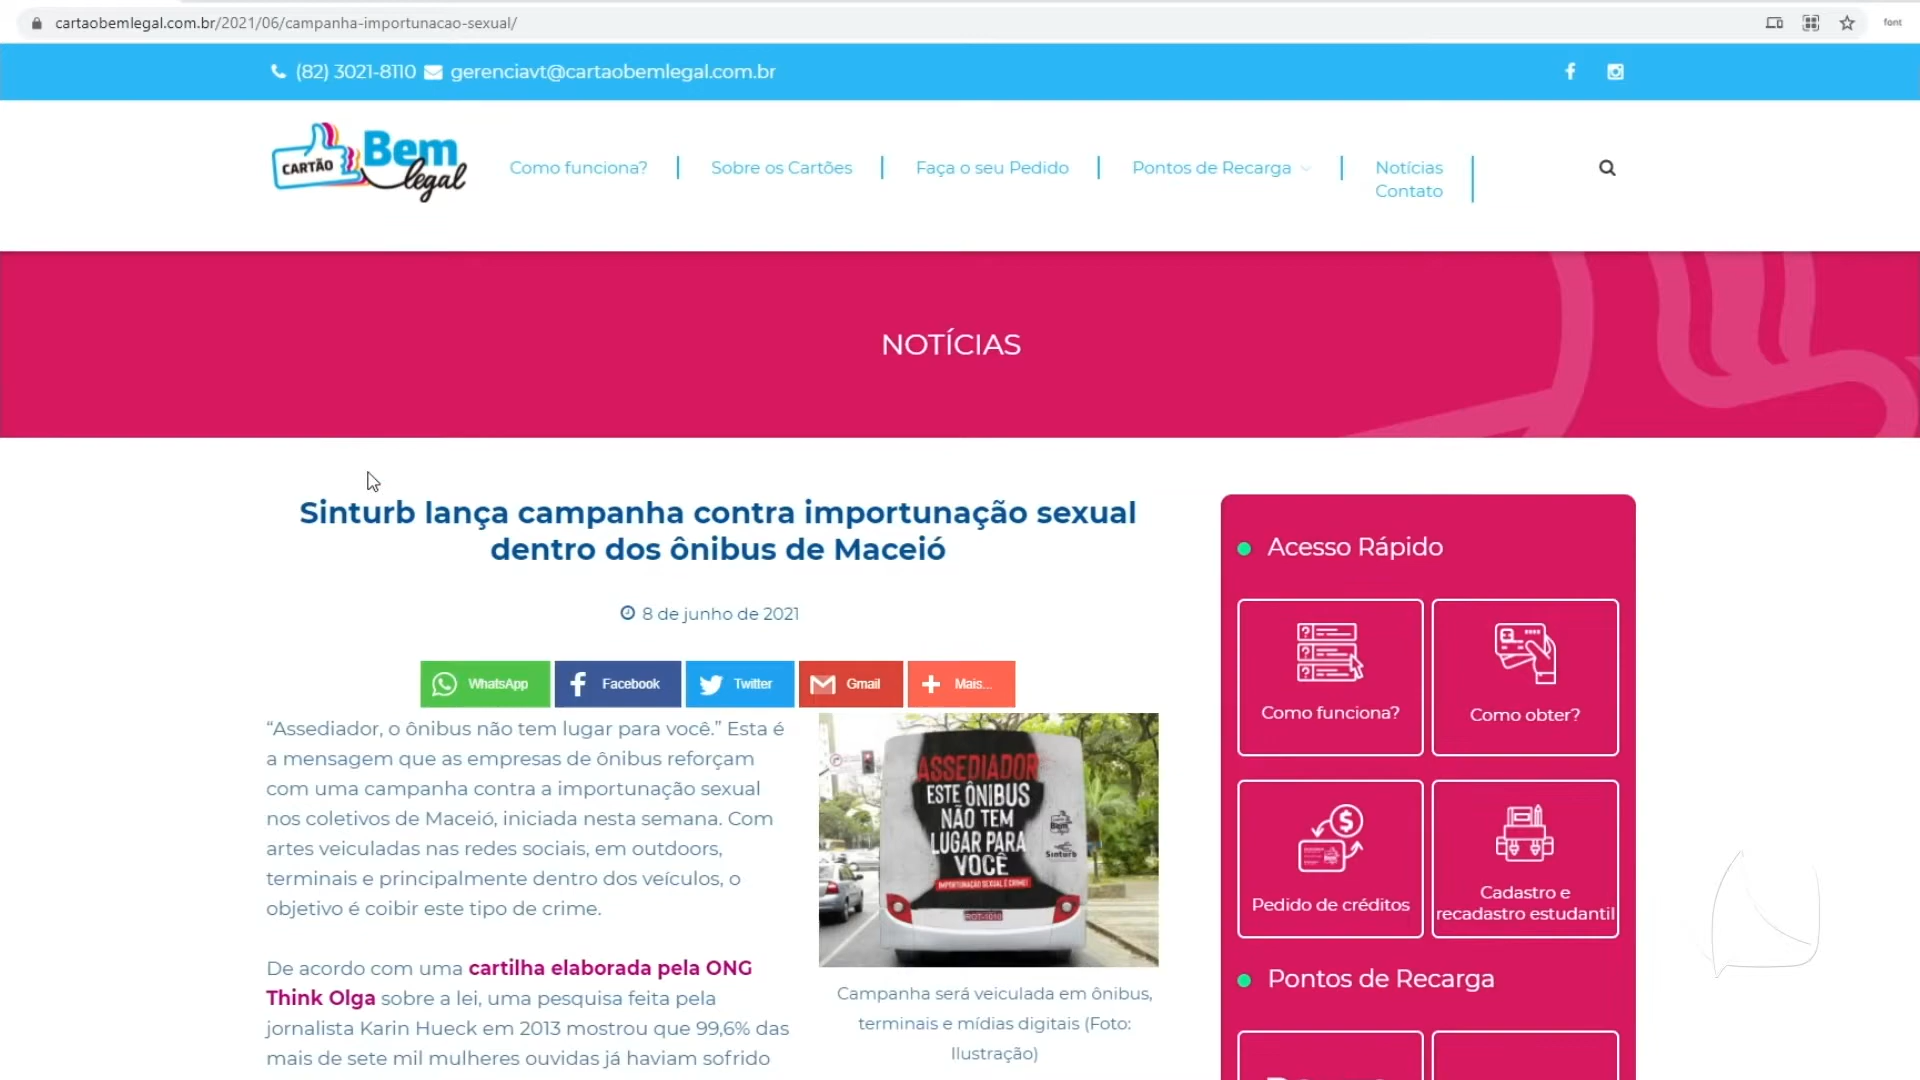 cartaobemlegal.com.br/2021/06/campanha-importunacao-sexual/
font
(82) 3021-8110 gerenciavt@cartaobemlegal.com.br
CARTÃO Bem legal
Como funciona?
Sobre os Cartões
Faça o seu Pedido
Pontos de Recarga
Notícias
Contato
NOTÍCIAS
Sinturb lança campanha contra importunação sexual
dentro dos ônibus de Maceió
8 de junho de 2021
WhatsApp
Facebook
Twitter
Gmail
Mais...
“Assediador, o ônibus não tem lugar para você.” Esta é
a mensagem que as empresas de ônibus reforçam
com uma campanha contra a importunação sexual
nos coletivos de Maceió, iniciada nesta semana. Com
artes veiculadas nas redes sociais, em outdoors,
terminais e principalmente dentro dos veículos, o
objetivo é coibir este tipo de crime.
De acordo com uma cartilha elaborada pela ONG
Think Olga sobre a lei, uma pesquisa feita pela
jornalista Karin Hueck em 2013 mostrou que 99,6% das
mais de sete mil mulheres ouvidas já haviam sofrido
ASSEDIADOR
ESTE ÔNIBUS
NÃO TEM
LUGAR PARA
VOCÊ
IMPORTUNAÇÃO SEXUAL É CRIME!
Bem
Sinturb
Campanha será veiculada em ônibus,
terminais e mídias digitais (Foto:
Ilustração)
Acesso Rápido
Como funciona?
Como obter?
Pedido de créditos
Cadastro e
recadastro estudantil
Pontos de Recarga